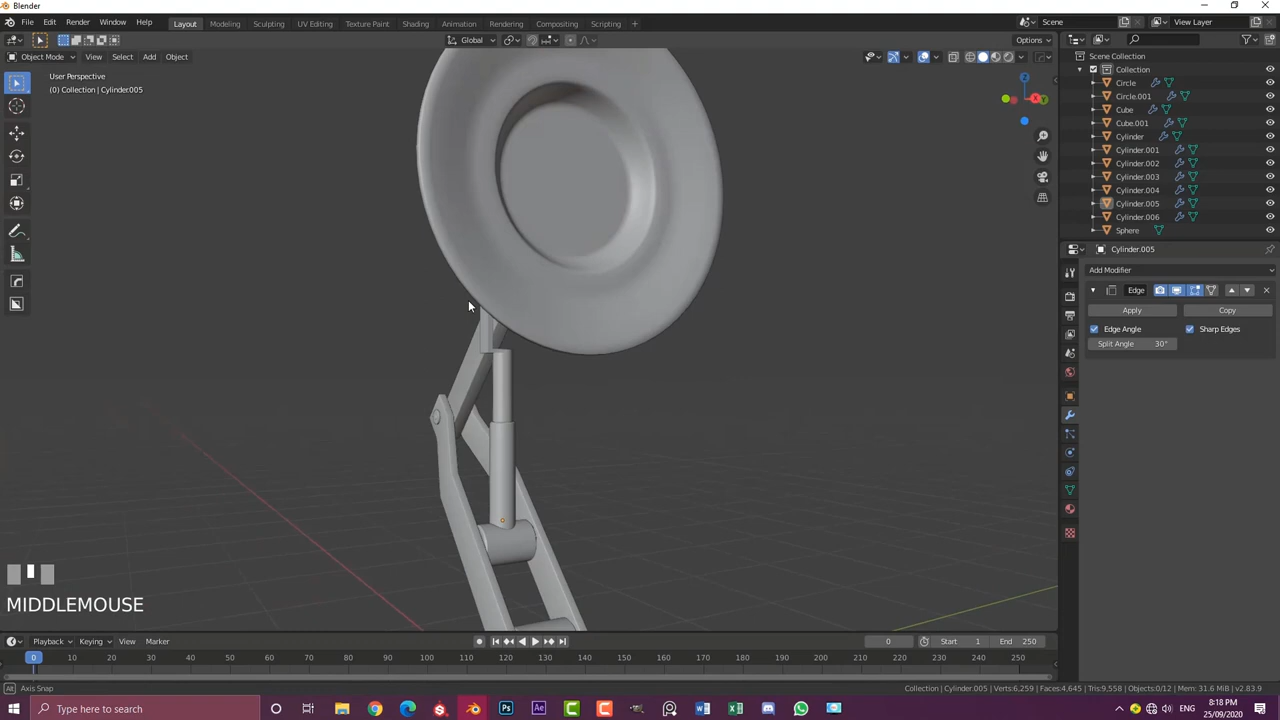 Blender
File Edit Render Window Help Layout Modeling Sculpting UV Editing Texture Paint Shading Animation Rendering Compositing Scripting + Scene View Layer
Global Options
Object Mode View Select Add Object
User Perspective
(0) Collection | Cylinder.005
Scene Collection
Collection
Circle
Circle.001
Cube
Cube.001
Cylinder
Cylinder.001
Cylinder.002
Cylinder.003
Cylinder.004
Cylinder.005
Cylinder.006
Sphere
Cylinder.005
Add Modifier
Edge
Apply Copy
Edge Angle Sharp Edges
Split Angle 30°
Z
X
Y
MIDDLEMOUSE
Playback Keying View Marker 0 Start 1 End 250
0 10 20 30 40 50 60 70 80 90 100 110 120 130 140 150 160 170 180 190 200 210 220 230 240 250
Alt Axis Snap Collection | Cylinder.005 | Verts:6,259 | Faces:4,645 | Tris:9,558 | Objects:0/12 | Mem: 31.6 MiB | v2.83.9
Type here to search
ENG
8:18 PM
25/09/2020